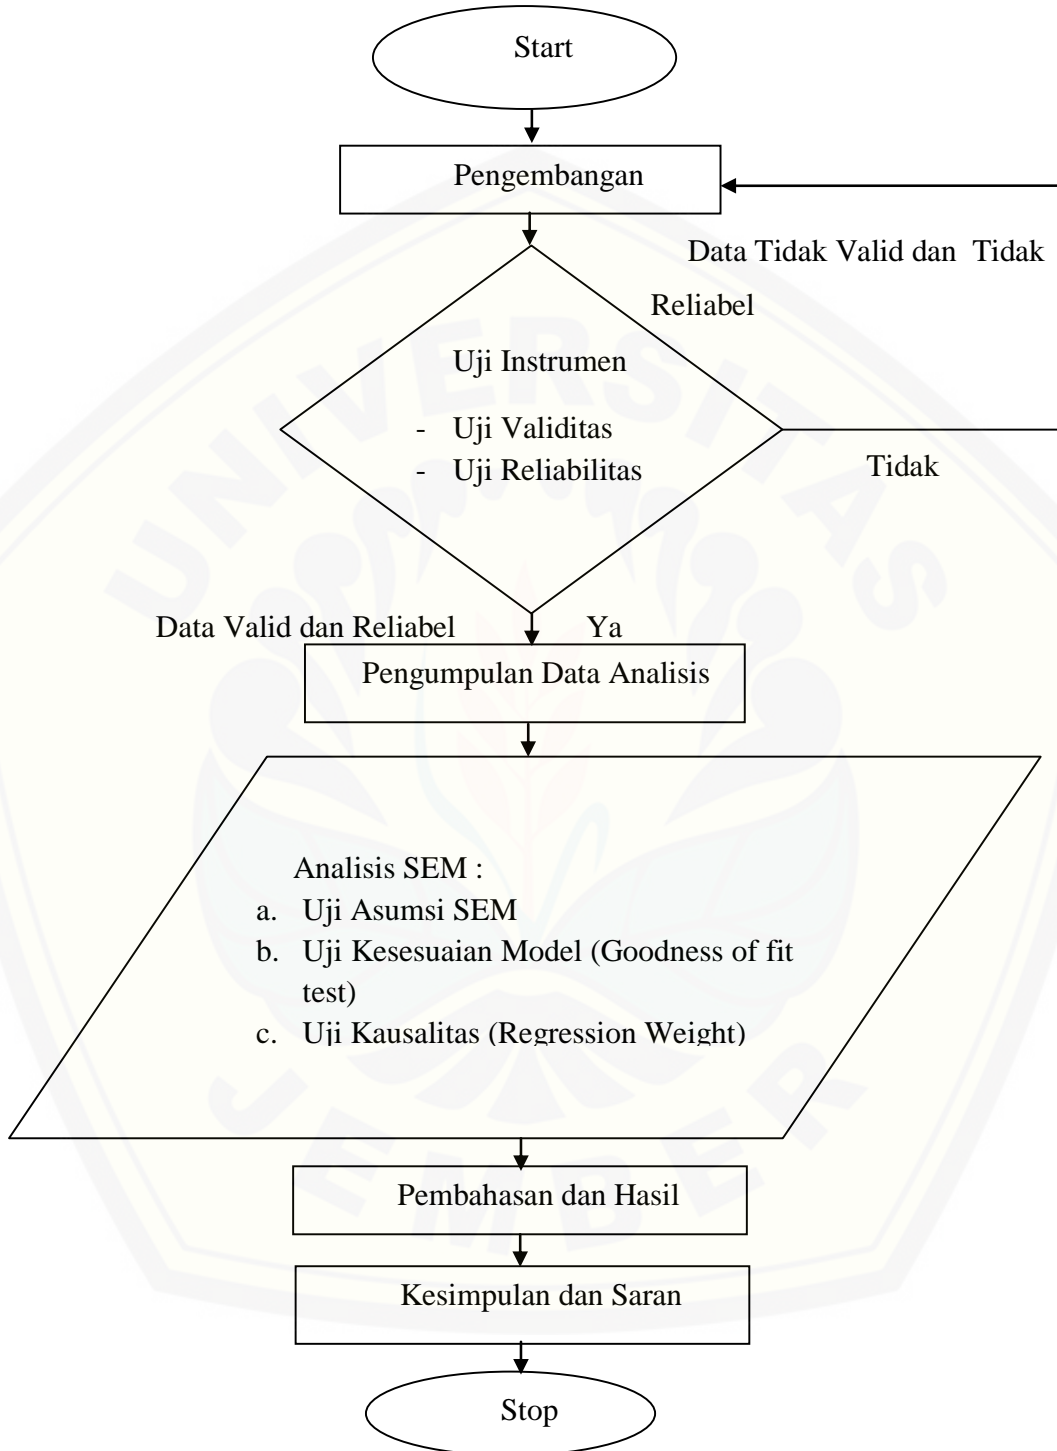 Start
Pengembangan
Data Tidak Valid dan Tidak
Reliabel
Uji Instrumen
- Uji Validitas
- Uji Reliabilitas
Tidak
Data Valid dan Reliabel
Ya
Pengumpulan Data Analisis
Analisis SEM :
a. Uji Asumsi SEM
b. Uji Kesesuaian Model (Goodness of fit
test)
c. Uji Kausalitas (Regression Weight)
Pembahasan dan Hasil
Kesimpulan dan Saran
Stop
UNIVERSITAS
JEMBER